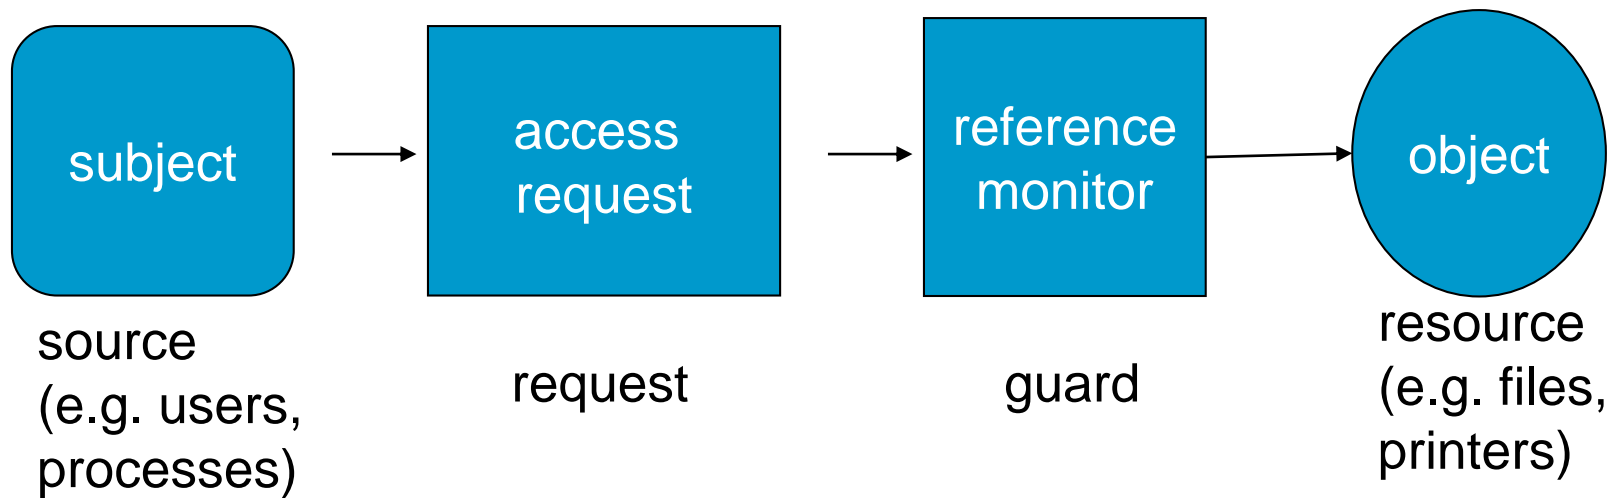 subject
access
request
reference
monitor
object
source
(e.g. users,
processes)
request
guard
resource
(e.g. files,
printers)